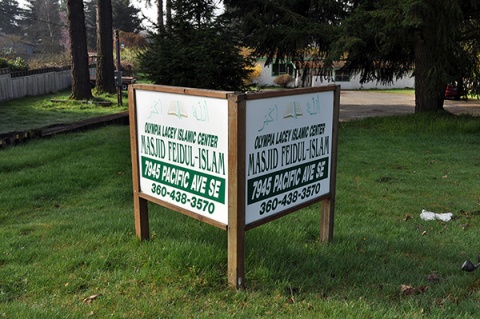 OLYMPIA LACEY ISLAMIC CENTER
MASJID FEIDUL-ISLAM
7945 PACIFIC AVE SE
360-438-3570
OLYMPIA LACEY ISLAMIC CENTER
MASJID FEIDUL-ISLAM
7945 PACIFIC AVE SE
360-438-3570